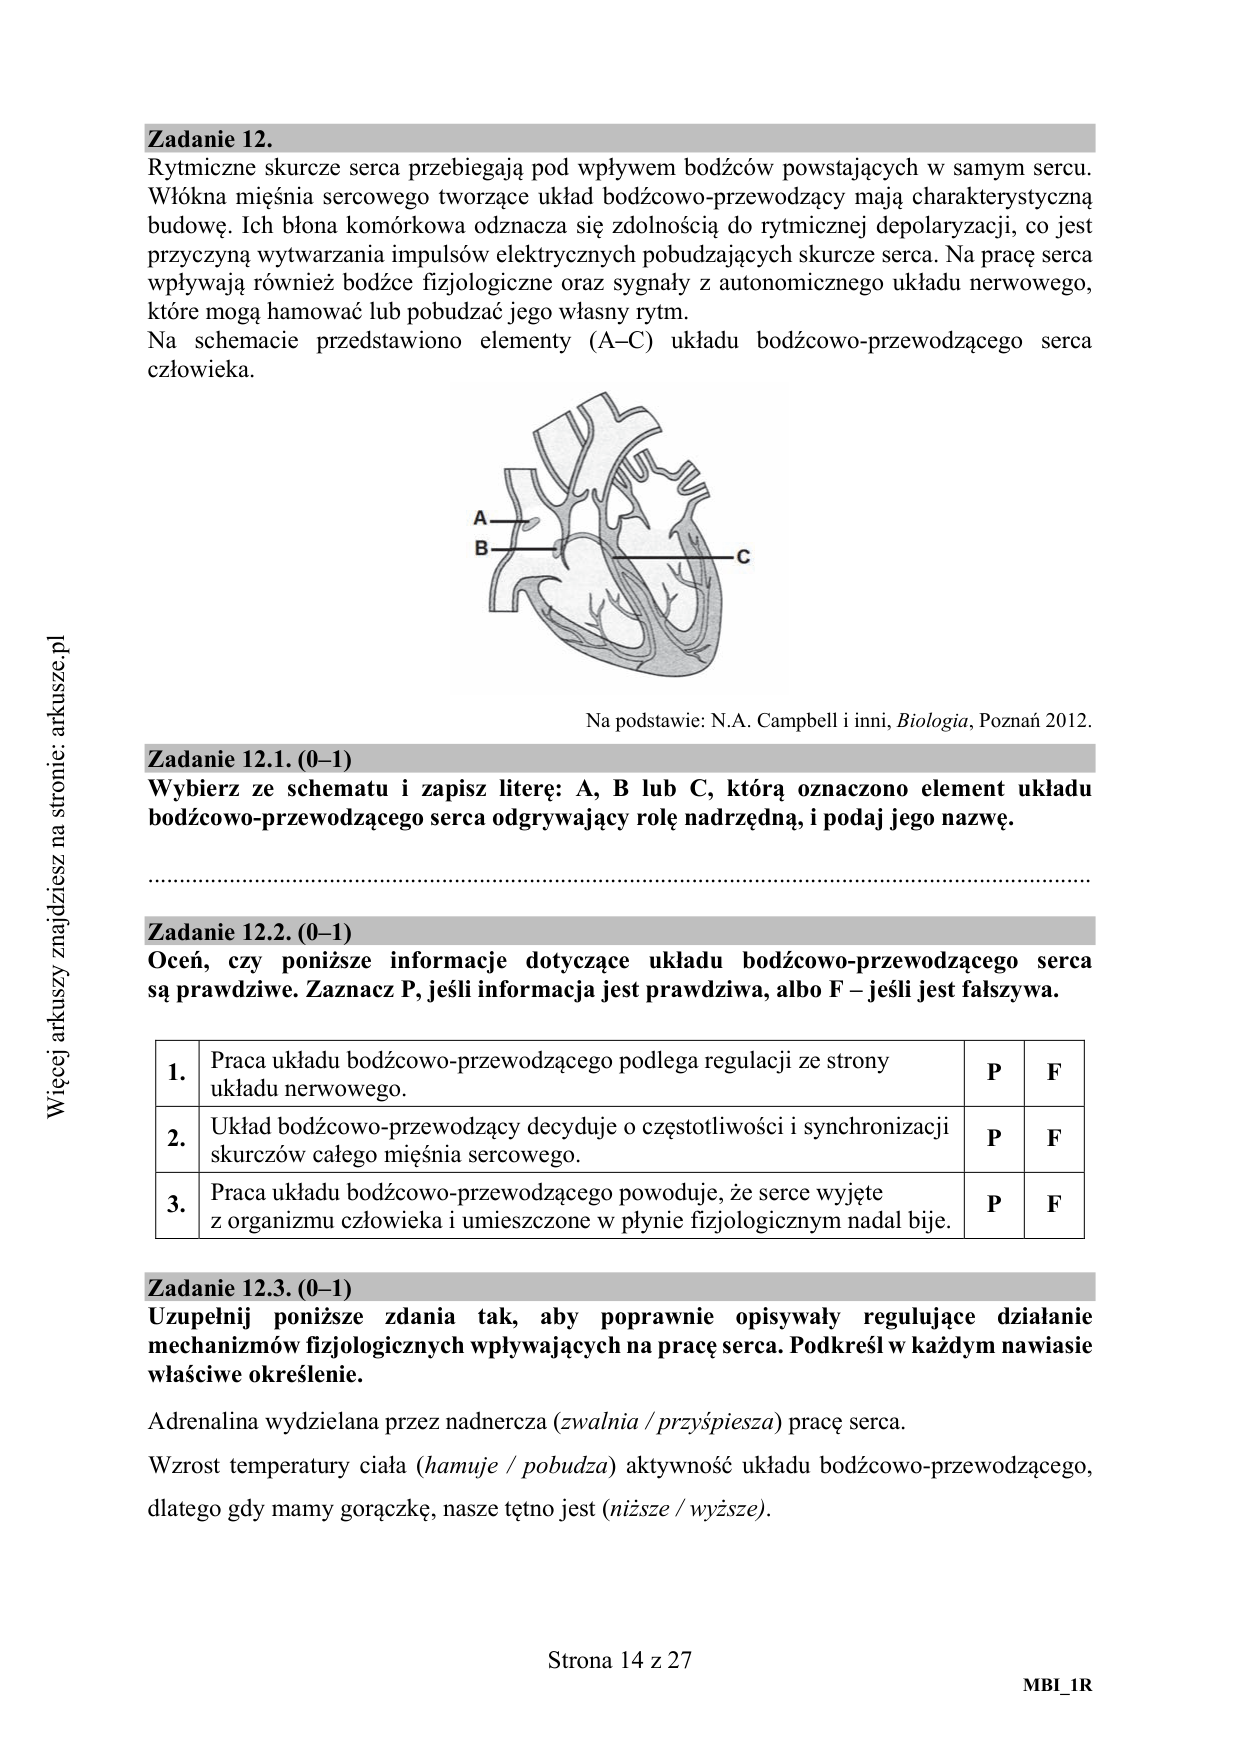 Zadanie 12.
Rytmiczne skurcze serca przebiegają pod wpływem bodźców powstających w samym sercu.
Włókna mięśnia sercowego tworzące układ bodźcowo-przewodzący mają charakterystyczną
budowę. Ich błona komórkowa odznacza się zdolnością do rytmicznej depolaryzacji, co jest
przyczyną wytwarzania impulsów elektrycznych pobudzających skurcze serca. Na pracę serca
wpływają również bodźce fizjologiczne oraz sygnały z autonomicznego układu nerwowego,
które mogą hamować lub pobudzać jego własny rytm.
Na schemacie przedstawiono elementy (A–C) układu bodźcowo-przewodzącego serca
człowieka.
A
B
C
Na podstawie: N.A. Campbell i inni, Biologia, Poznań 2012.
Zadanie 12.1. (0–1)
Wybierz ze schematu i zapisz literę: A, B lub C, którą oznaczono element układu
bodźcowo-przewodzącego serca odgrywający rolę nadrzędną, i podaj jego nazwę.
Zadanie 12.2. (0–1)
Oceń, czy poniższe informacje dotyczące układu bodźcowo-przewodzącego serca
są prawdziwe. Zaznacz P, jeśli informacja jest prawdziwa, albo F – jeśli jest fałszywa.
1. Praca układu bodźcowo-przewodzącego podlega regulacji ze strony
układu nerwowego. P F
2. Układ bodźcowo-przewodzący decyduje o częstotliwości i synchronizacji
skurczów całego mięśnia sercowego. P F
3. Praca układu bodźcowo-przewodzącego powoduje, że serce wyjęte
z organizmu człowieka i umieszczone w płynie fizjologicznym nadal bije. P F
Zadanie 12.3. (0–1)
Uzupełnij poniższe zdania tak, aby poprawnie opisywały regulujące działanie
mechanizmów fizjologicznych wpływających na pracę serca. Podkreśl w każdym nawiasie
właściwe określenie.
Adrenalina wydzielana przez nadnercza (zwalnia / przyśpiesza) pracę serca.
Wzrost temperatury ciała (hamuje / pobudza) aktywność układu bodźcowo-przewodzącego,
dlatego gdy mamy gorączkę, nasze tętno jest (niższe / wyższe).
Strona 14 z 27
MBI_1R
Więcej arkuszy znajdziesz na stronie: arkusze.pl